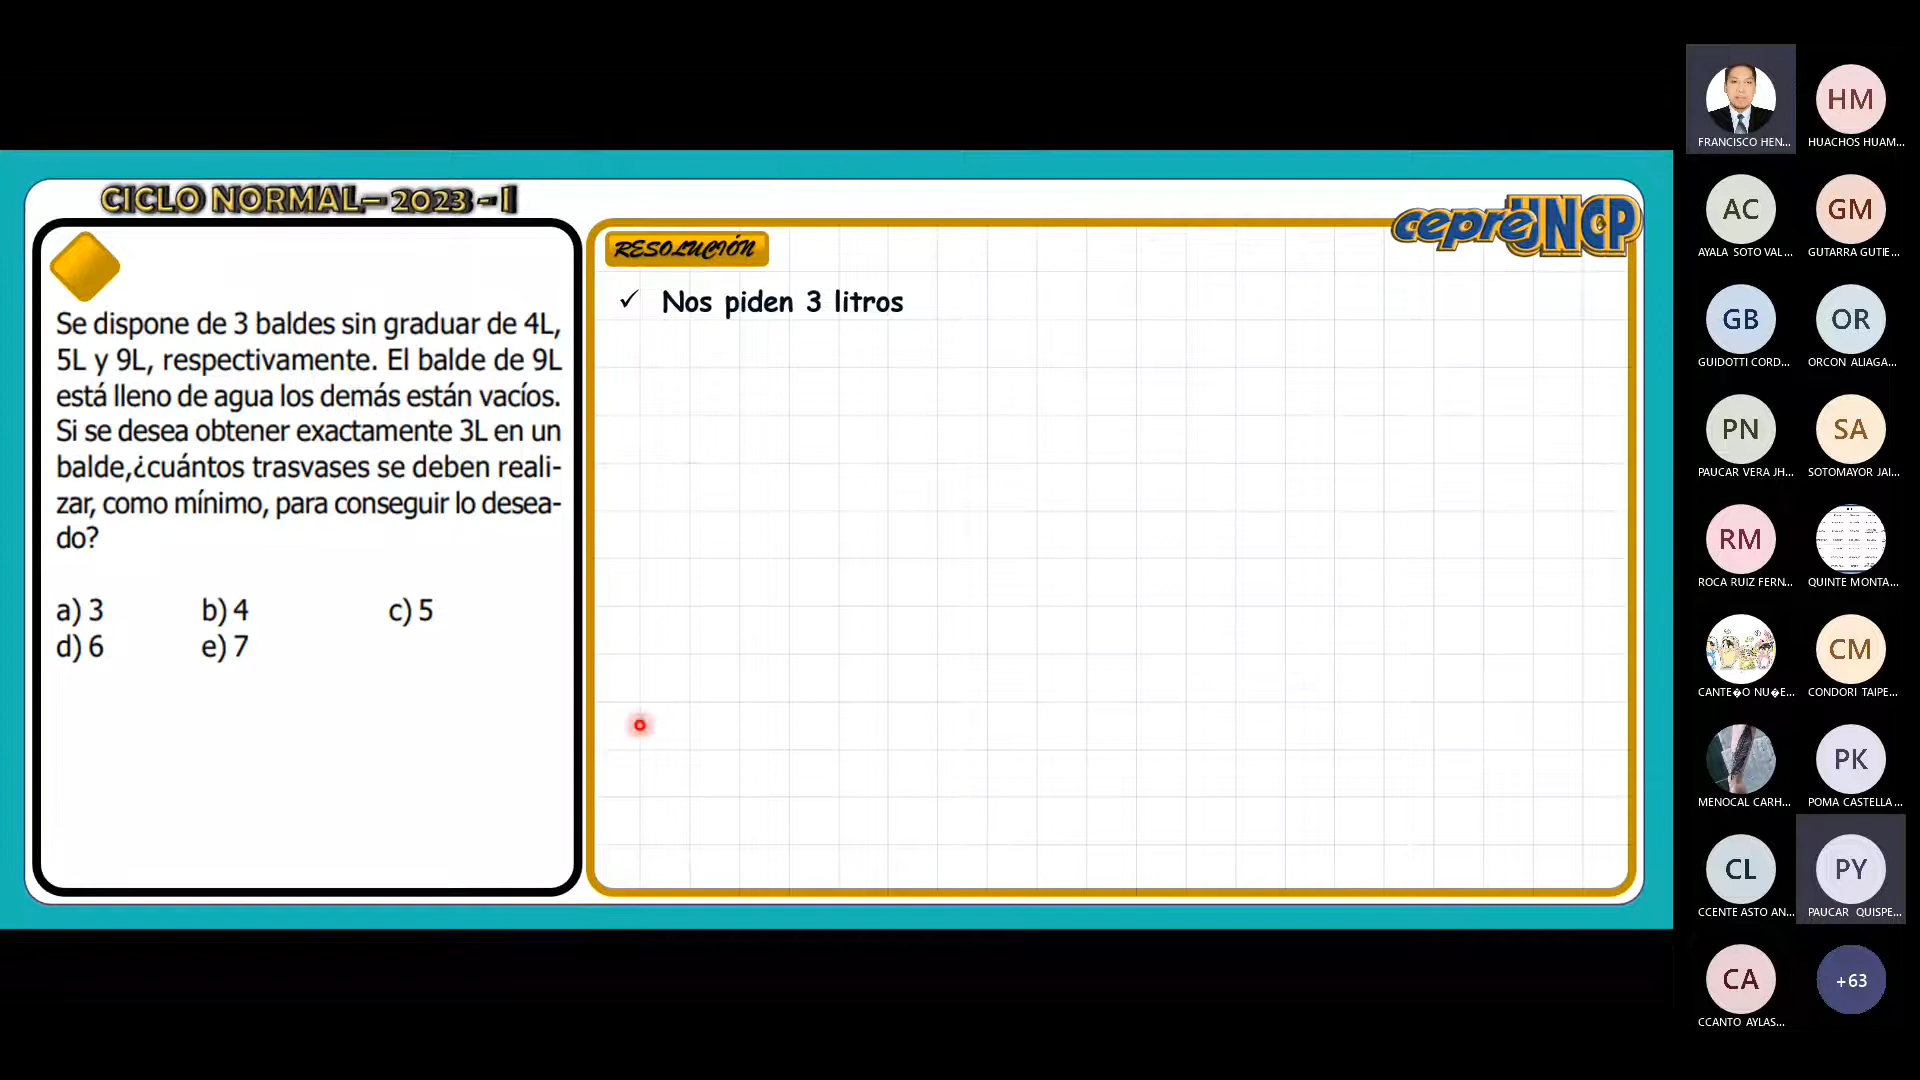 CICLO NORMAL– 2023 - I
cepreUNCP
Se dispone de 3 baldes sin graduar de 4L,
5L y 9L, respectivamente. El balde de 9L
está lleno de agua los demás están vacíos.
Si se desea obtener exactamente 3L en un
balde,¿cuántos trasvases se deben reali-
zar, como mínimo, para conseguir lo desea-
do?
a) 3 b) 4 c) 5
d) 6 e) 7
RESOLUCIÓN
✓ Nos piden 3 litros
FRANCISCO HEN...
HM
HUACHOS HUAM...
AC
AYALA SOTO VAL...
GM
GUTARRA GUTIE...
GB
GUIDOTTI CORD...
OR
ORCON ALIAGA...
PN
PAUCAR VERA JH...
SA
SOTOMAYOR JAI...
RM
ROCA RUIZ FERN...
QUINTE MONTA...
CANTE�O NU�E...
CM
CONDORI TAIPE...
MENOCAL CARH...
PK
POMA CASTELLA...
CL
CCENTE ASTO AN...
PY
PAUCAR QUISPE...
CA
CCANTO AYLAS...
+63